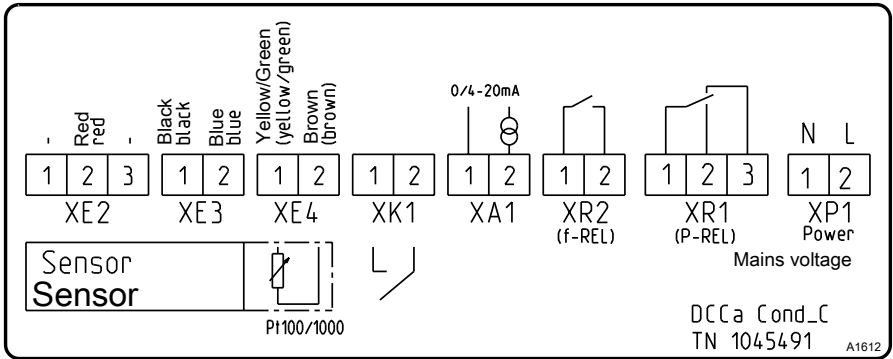 -
Red
red
-
Black
black
Blue
blue
Yellow/Green
(yellow/green)
Brown
(brown)
0/4-20mA
N L
1 2 3
1 2
1 2
1 2
1 2
1 2
1 2 3
1 2
XE2
XE3
XE4
XK1
XA1
XR2
(f-REL)
XR1
(P-REL)
XP1
Power
Mains voltage
Sensor
Sensor
Pt100/1000
DCCa Cond_C
TN 1045491
A1612